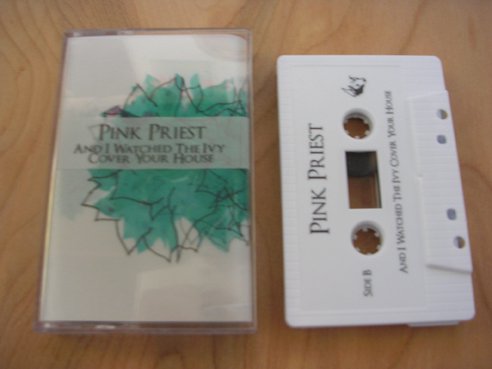 PINK PRIEST
AND I WATCHED THE IVY
COVER YOUR HOUSE
PINK PRIEST
AND I WATCHED THE IVY COVER YOUR HOUSE
SIDE B